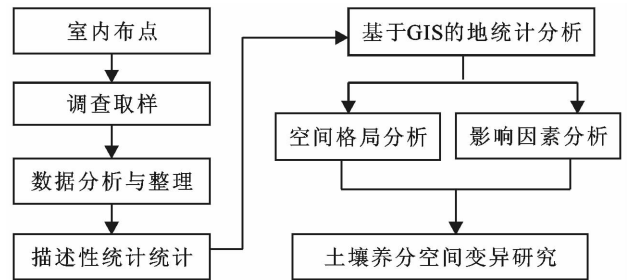 室内布点
调查取样
数据分析与整理
描述性统计统计
基于GIS的地统计分析
空间格局分析
影响因素分析
土壤养分空间变异研究